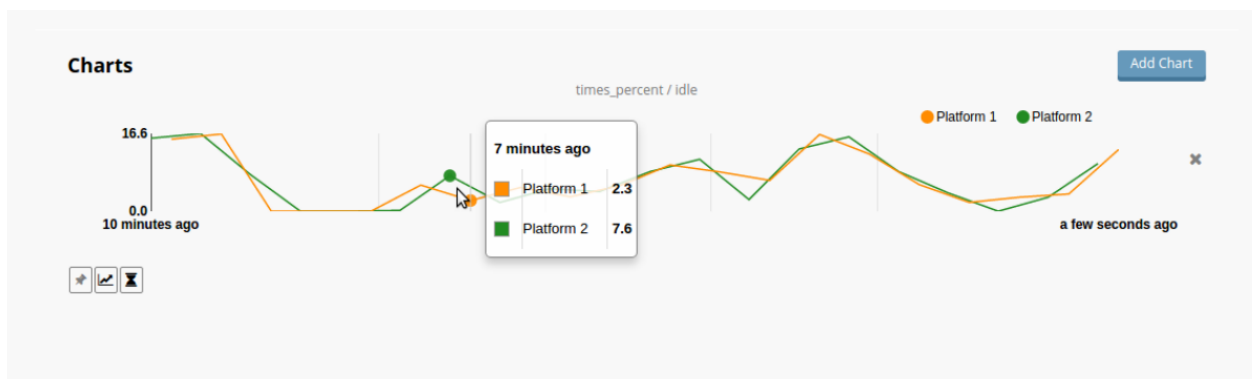 Charts
Add Chart
times_percent / idle
Platform 1 Platform 2
16.6
7 minutes ago
Platform 1 2.3
Platform 2 7.6
0.0
10 minutes ago
a few seconds ago